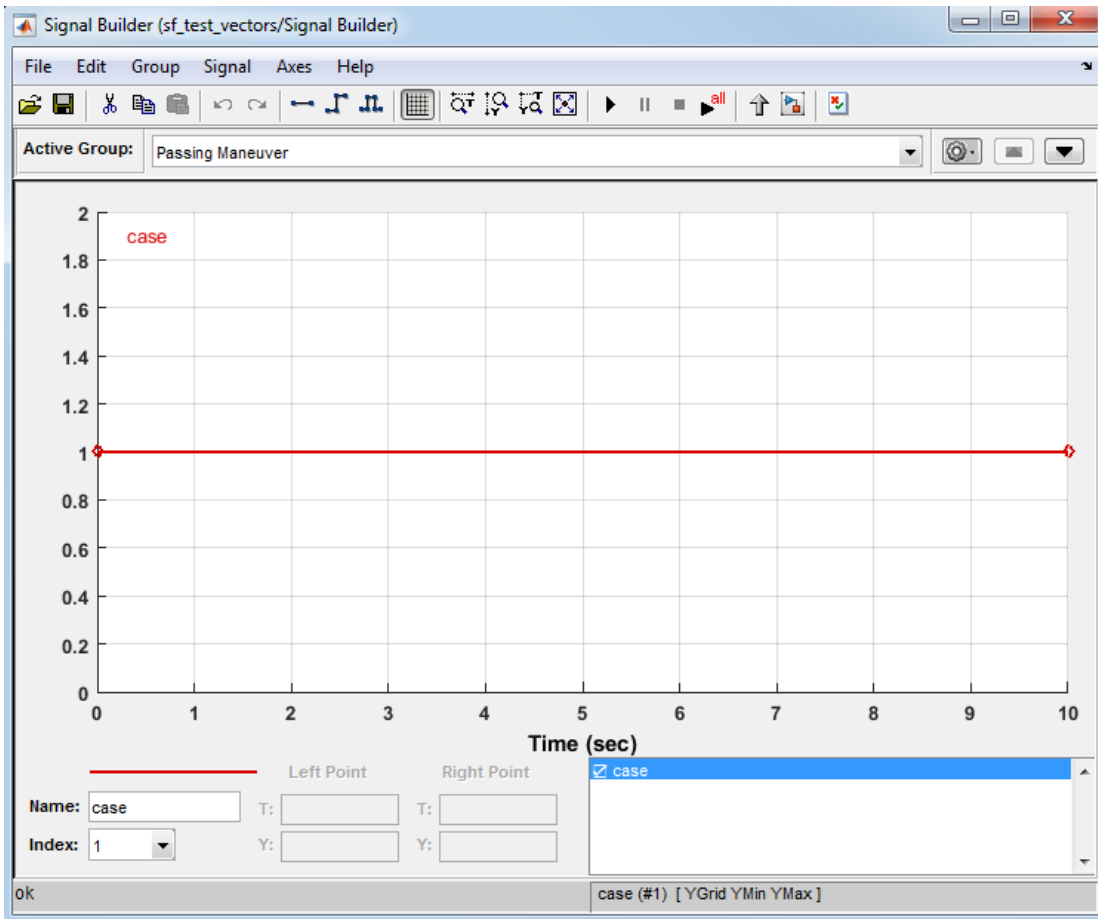 Signal Builder (sf_test_vectors/Signal Builder)
File Edit Group Signal Axes Help
all
Active Group: Passing Maneuver
case
2
1.8
1.6
1.4
1.2
1
0.8
0.6
0.4
0.2
0
0 1 2 3 4 5 6 7 8 9 10
Time (sec)
Left Point Right Point
case
Name: case T: T:
Index: 1 Y: Y:
ok
case (#1) [ YGrid YMin YMax ]